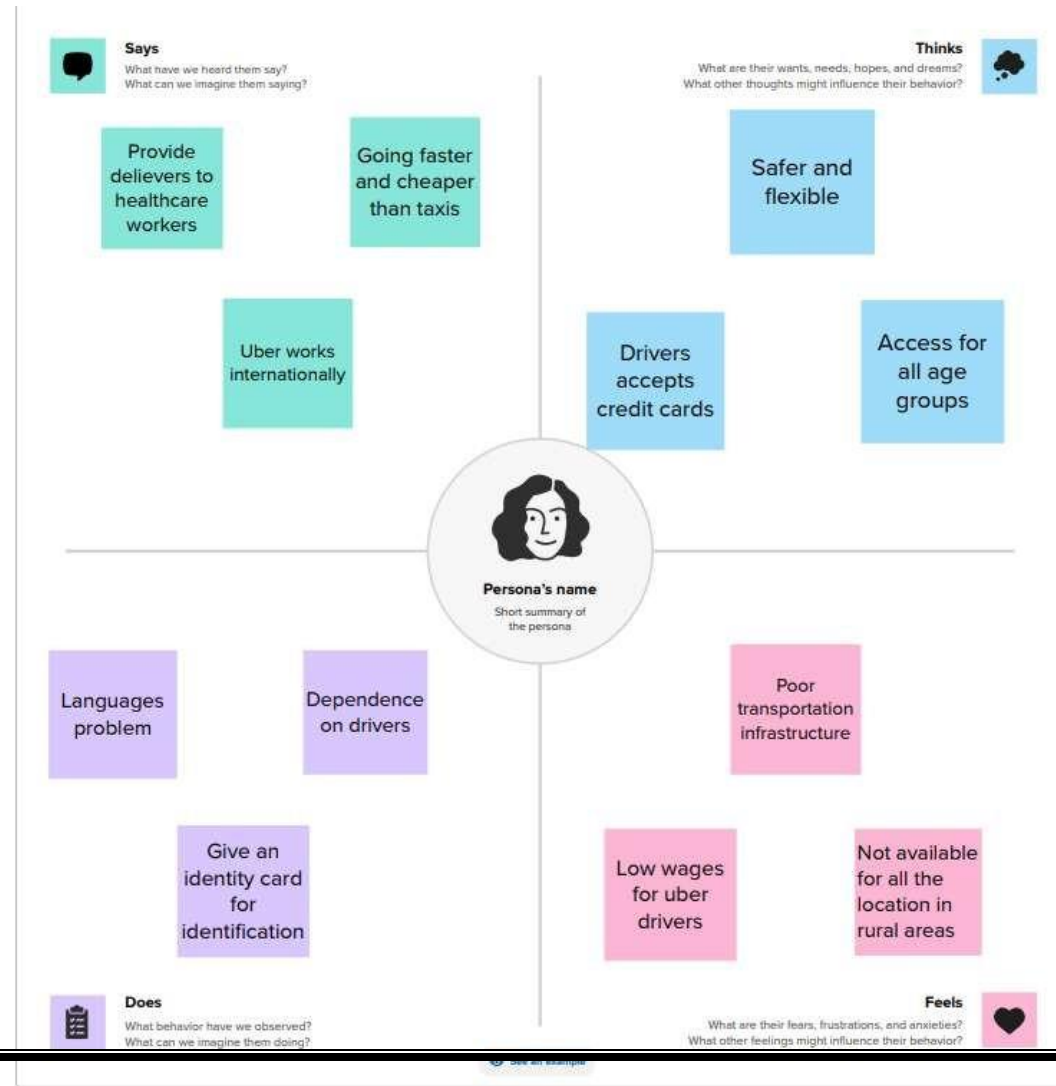 Says
What have we heard them say?
What can we imagine them saying?
Thinks
What are their wants, needs, hopes, and dreams?
What other thoughts might influence their behavior?
Provide
delievers to
healthcare
workers
Going faster
and cheaper
than taxis
Uber works
internationally
Safer and
flexible
Drivers
accepts
credit cards
Access for
all age
groups
Persona's name
Short summary of
the persona
Languages
problem
Dependence
on drivers
Give an
identity card
for
identification
Poor
transportation
infrastructure
Low wages
for uber
drivers
Not available
for all the
location in
rural areas
Does
What behavior have we observed?
What can we imagine them doing?
Feels
What are their fears, frustrations, and anxieties?
What other feelings might influence their behavior?
See an example